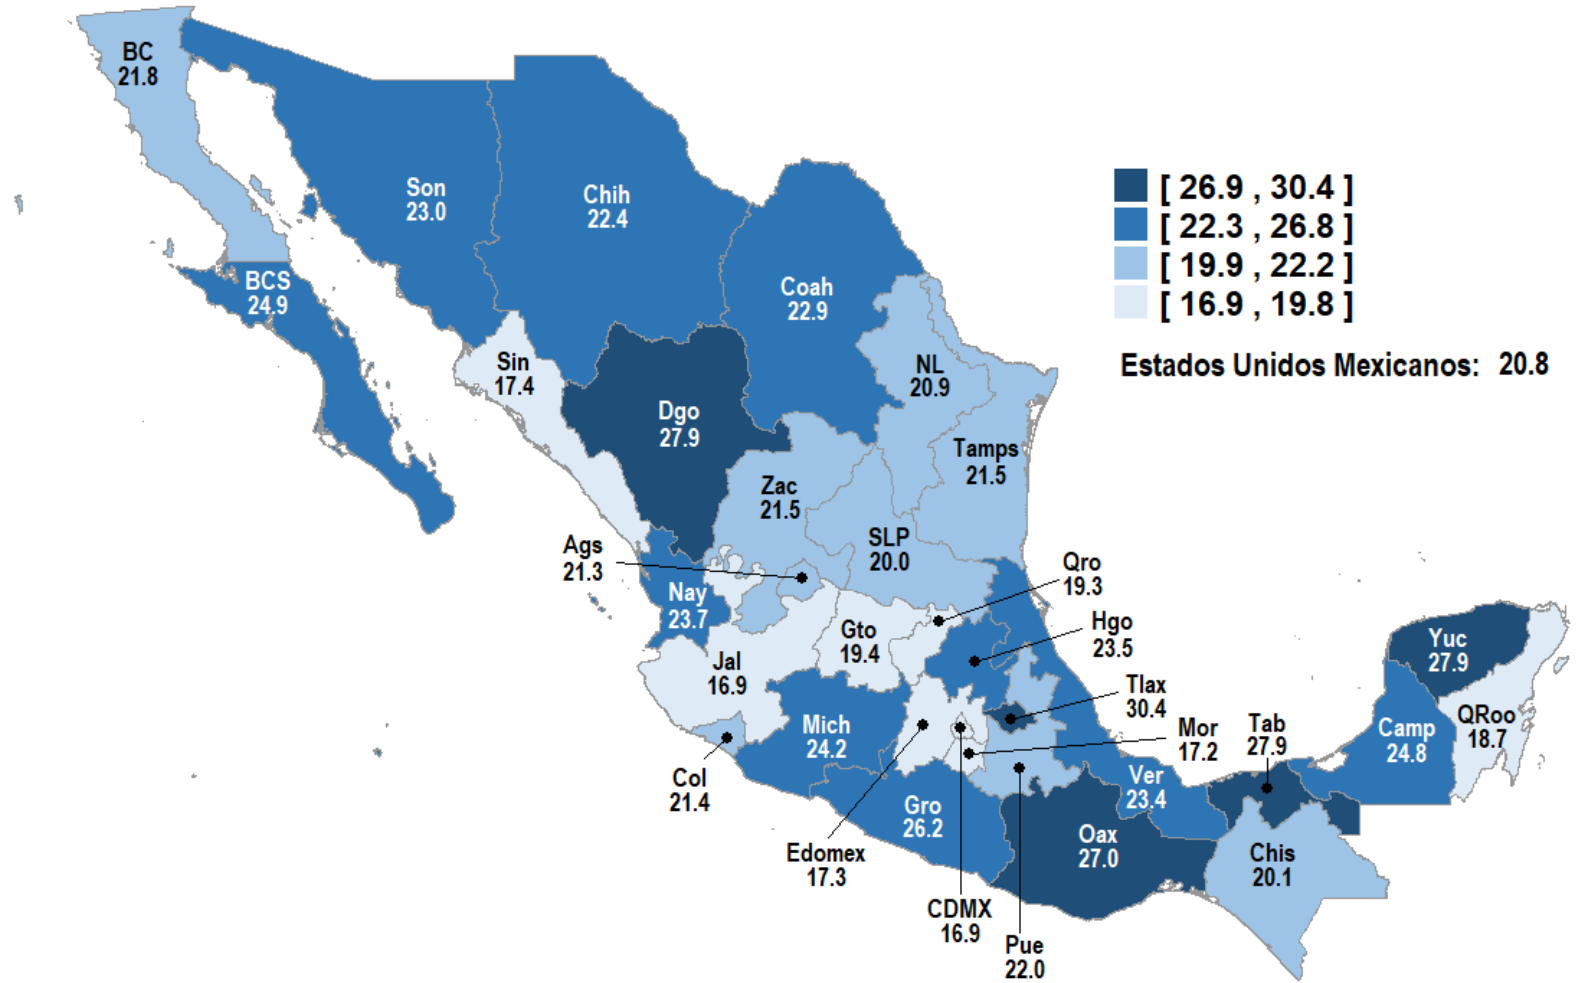 BC
21.8
Son
23.0
Chih
22.4
BCS
24.9
Coah
22.9
[ 26.9 , 30.4 ]
[ 22.3 , 26.8 ]
[ 19.9 , 22.2 ]
[ 16.9 , 19.8 ]
Estados Unidos Mexicanos: 20.8
Sin
17.4
NL
20.9
Dgo
27.9
Tamps
21.5
Zac
21.5
SLP
20.0
Ags
21.3
Qro
19.3
Nay
23.7
Hgo
23.5
Gto
19.4
Yuc
27.9
Jal
16.9
Tlax
30.4
Mich
24.2
Mor
17.2
Tab
27.9
Camp
24.8
QRoo
18.7
Col
21.4
Ver
23.4
Gro
26.2
Oax
27.0
Edomex
17.3
Chis
20.1
CDMX
16.9
Pue
22.0